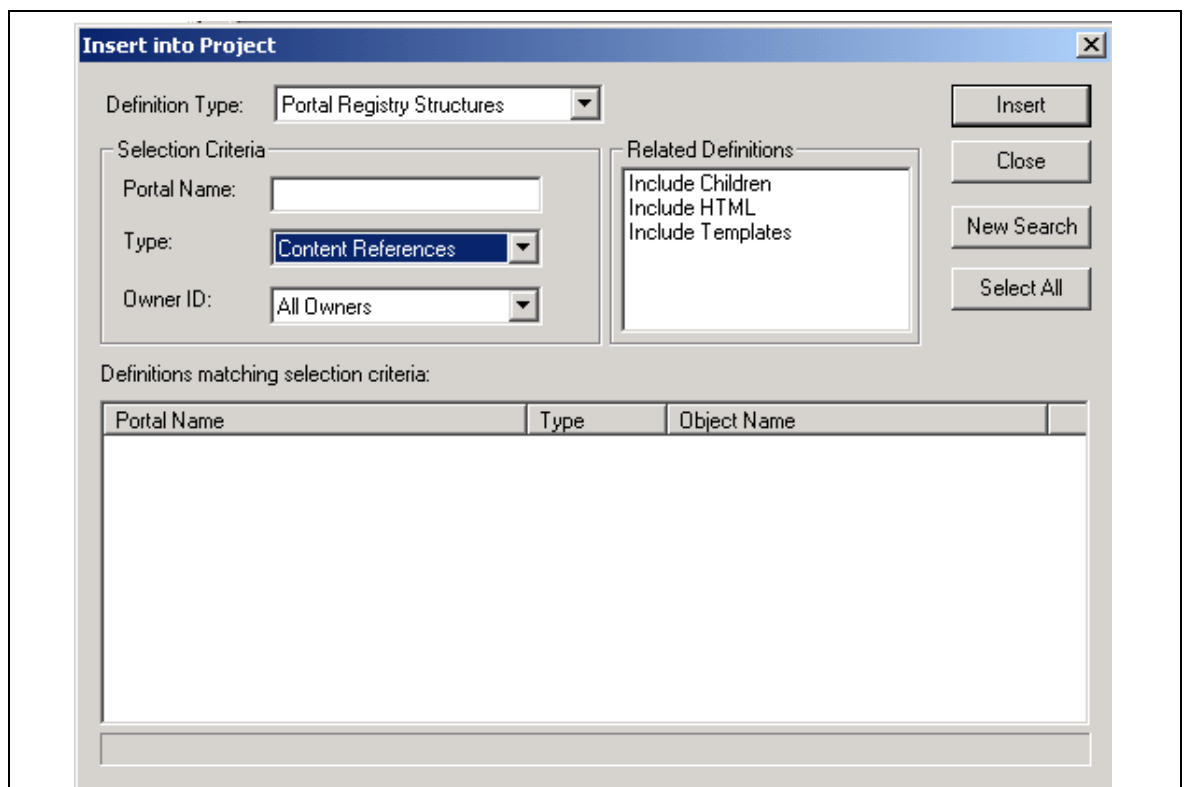 Insert into Project
Definition Type: Portal Registry Structures
Insert
Selection Criteria
Portal Name:
Type: Content References
Owner ID: All Owners
Related Definitions
Include Children
Include HTML
Include Templates
Close
New Search
Select All
Definitions matching selection criteria:
Portal Name Type Object Name